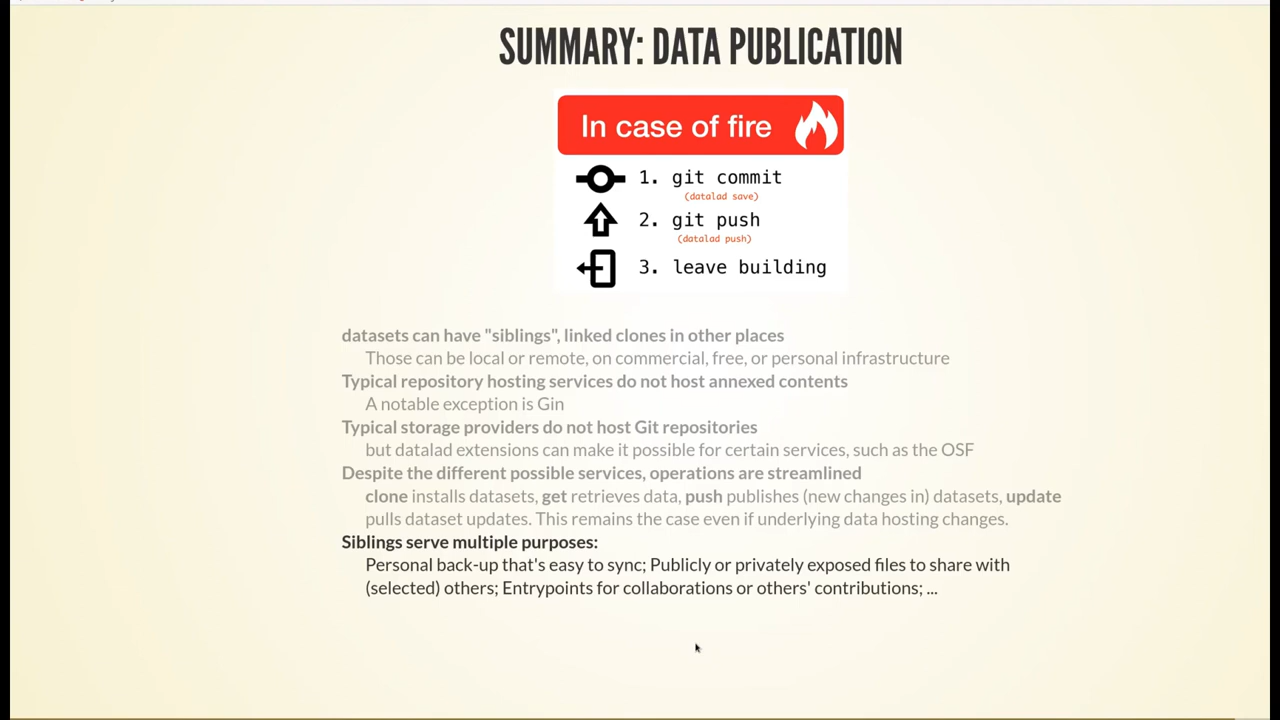 SUMMARY: DATA PUBLICATION
In case of fire
1. git commit
(datalad save)
2. git push
(datalad push)
3. leave building
datasets can have "siblings", linked clones in other places
Those can be local or remote, on commercial, free, or personal infrastructure
Typical repository hosting services do not host annexed contents
A notable exception is Gin
Typical storage providers do not host Git repositories
but datalad extensions can make it possible for certain services, such as the OSF
Despite the different possible services, operations are streamlined
clone installs datasets, get retrieves data, push publishes (new changes in) datasets, update
pulls dataset updates. This remains the case even if underlying data hosting changes.
Siblings serve multiple purposes:
Personal back-up that's easy to sync; Publicly or privately exposed files to share with
(selected) others; Entrypoints for collaborations or others' contributions; ...